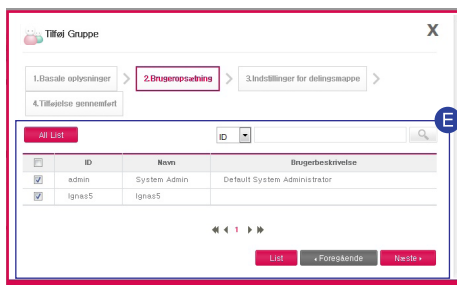 Tilføj Gruppe
X
1.Basale oplysninger > 2.Brugeropsætning > 3.Indstillinger for delingsmappe >
4.Tilføjelse gennemført
E
All List ID
ID Navn Brugerbeskrivelse
admin System Admin Default System Administrator
Ignas5 Ignas5
1
List Foregående Næste